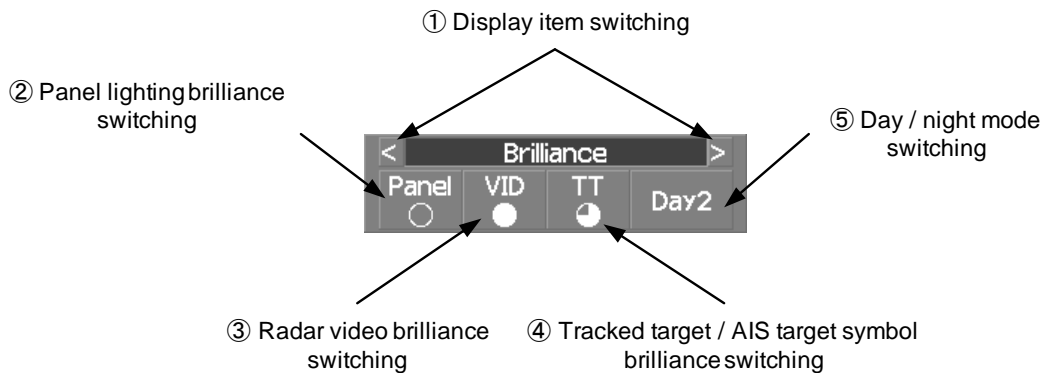 ① Display item switching
② Panel lighting brilliance
switching
⑤ Day / night mode
switching
< Brilliance >
Panel VID TT Day2
③ Radar video brilliance
switching
④ Tracked target / AIS target symbol
brilliance switching